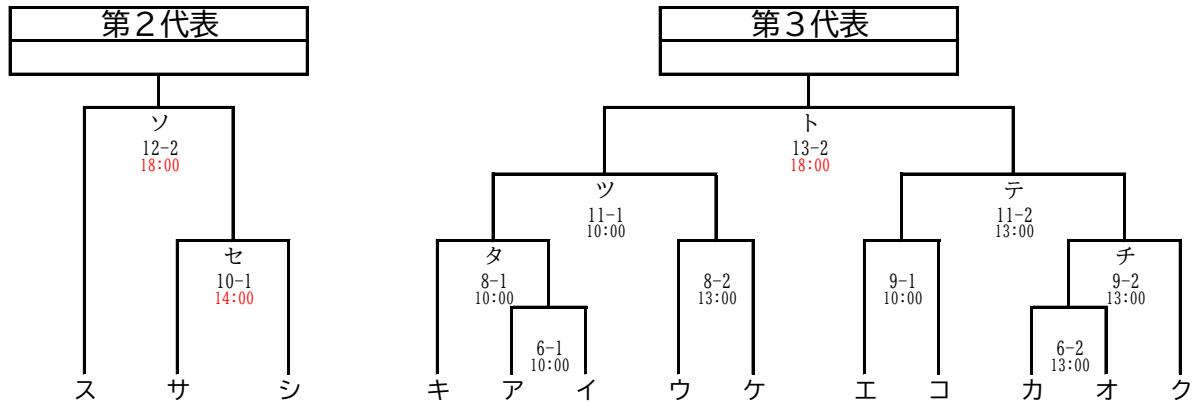 第２代表
第３代表
ソ
12-2
18:00
ト
13-2
18:00
ツ
11-1
10:00
テ
11-2
13:00
セ
10-1
14:00
タ
8-1
10:00
8-2
13:00
9-1
10:00
チ
9-2
13:00
6-1
10:00
6-2
13:00
ス サ シ キ ア イ ウ ケ エ コ カ オ ク